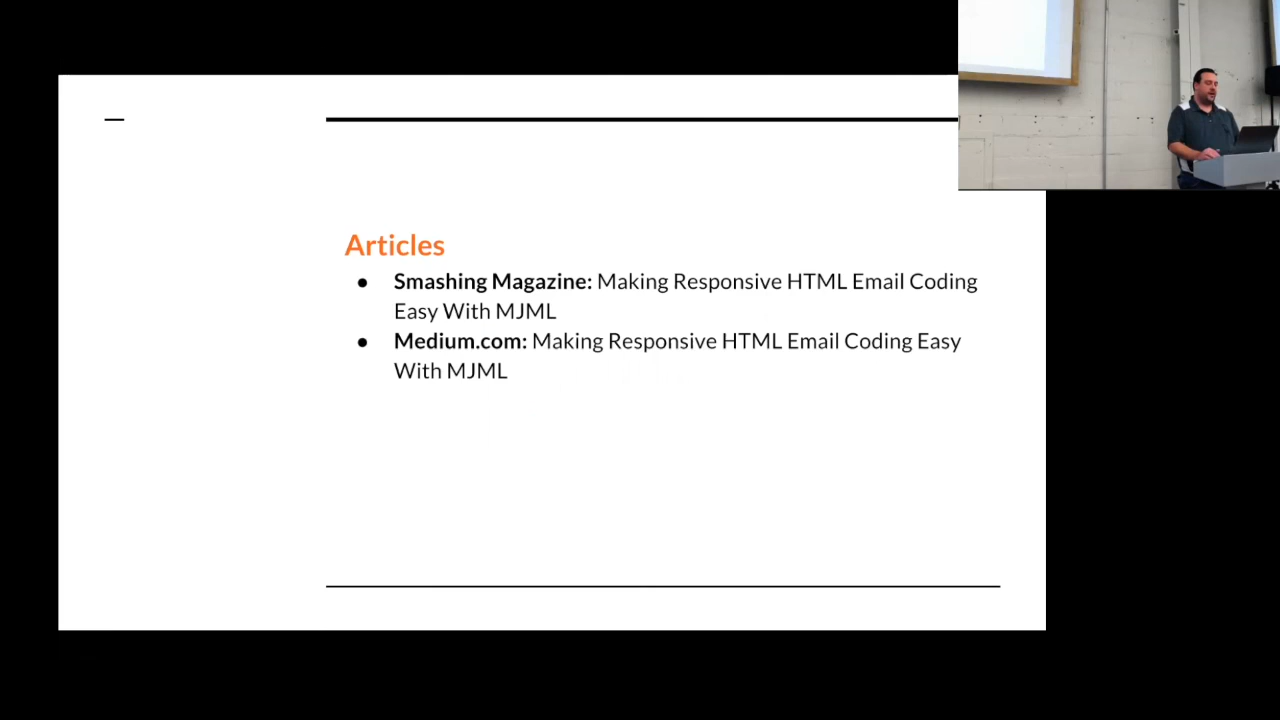 Articles
● Smashing Magazine: Making Responsive HTML Email Coding
Easy With MJML
● Medium.com: Making Responsive HTML Email Coding Easy
With MJML